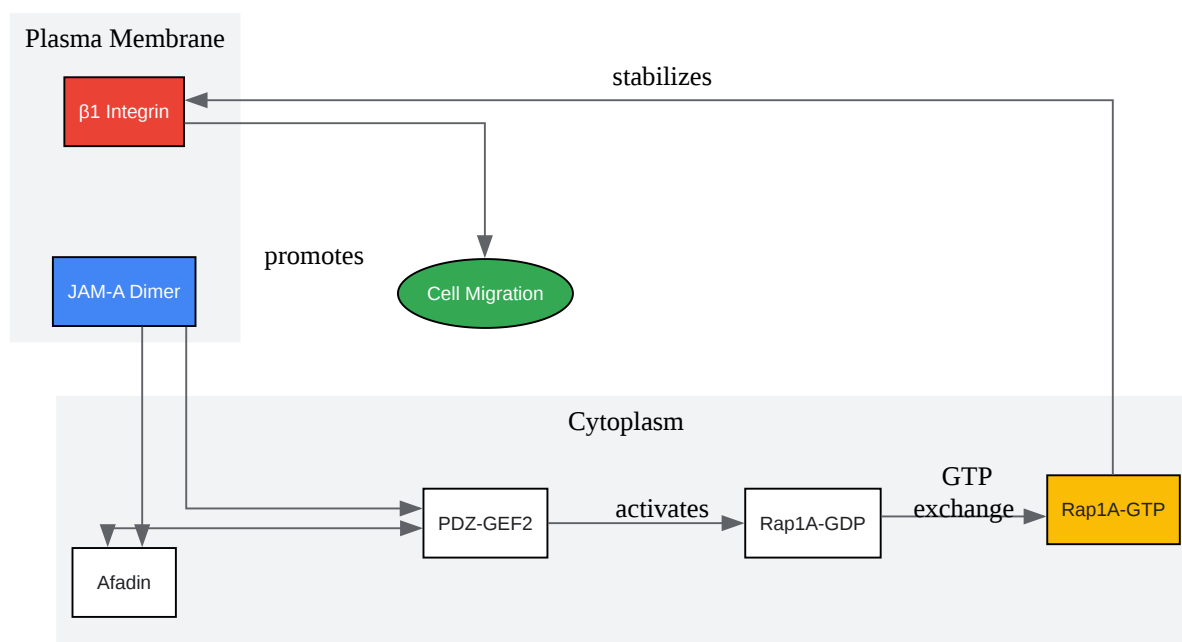 Plasma Membrane
stabilizes
β1 Integrin
promotes
JAM-A Dimer
Cell Migration
Cytoplasm
GTP
exchange
activates
PDZ-GEF2
Rap1A-GDP
Rap1A-GTP
Afadin